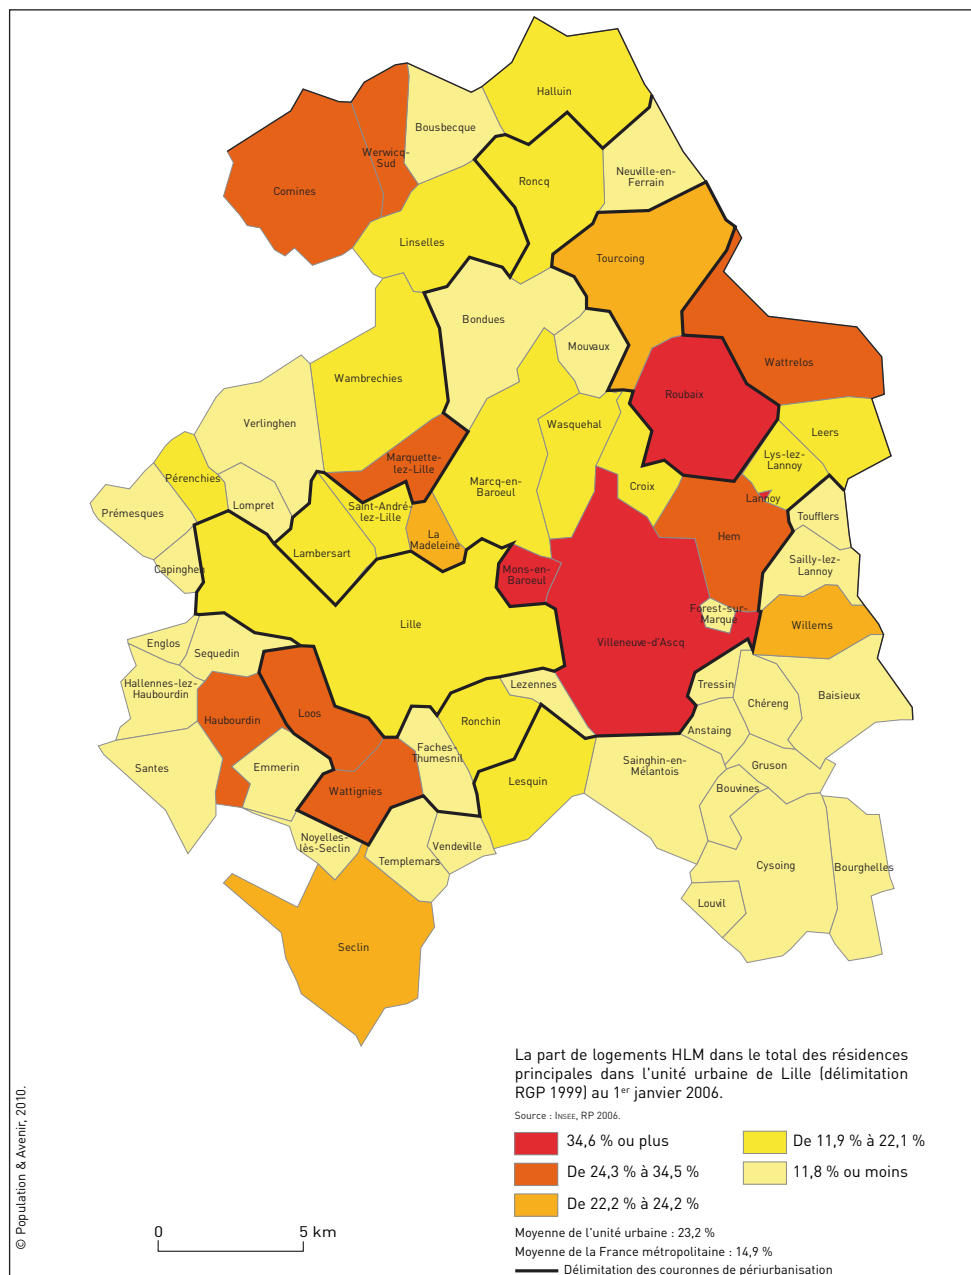 Halluin
Bousbecque
Werwicq-
Sud
Comines
Roncq
Neuville-en-
Ferrain
Linselles
Tourcoing
Bondues
Mouvaux
Wattrelos
Wambrechies
Roubaix
Verlinghen
Wasquehal
Leers
Marquette-
lez-Lille
Lys-lez-
Lannoy
Pérenchies
Marcq-en-
Baroeul
Croix
Lannoy
Prémesques
Lompret
Saint-André-
lez-Lille
Toufflers
La
Madeleine
Hem
Lambersart
Sailly-lez-
Lannoy
Capinghem
Mons-en-
Baroeul
Forest-sur-
Marque
Lille
Willems
Englos
Sequedin
Villeneuve-d'Ascq
Hallennes-lez-
Haubourdin
Lezennes
Tressin
Baisieux
Chéreng
Haubourdin
Loos
Ronchin
Anstaing
Faches-
Thumesnil
Santes
Emmerin
Sainghin-en-
Mélantois
Gruson
Wattignies
Lesquin
Bouvines
Noyelles-
lès-Seclin
Vendeville
Templemars
Cysoing
Bourghelles
Louvil
Seclin
La part de logements HLM dans le total des résidences
principales dans l'unité urbaine de Lille (délimitation
RGP 1999) au 1er janvier 2006.
Source : INSEE, RP 2006.
34,6 % ou plus
De 11,9 % à 22,1 %
De 24,3 % à 34,5 %
11,8 % ou moins
De 22,2 % à 24,2 %
Moyenne de l'unité urbaine : 23,2 %
Moyenne de la France métropolitaine : 14,9 %
Délimitation des couronnes de périurbanisation
0 5 km
© Population & Avenir, 2010.